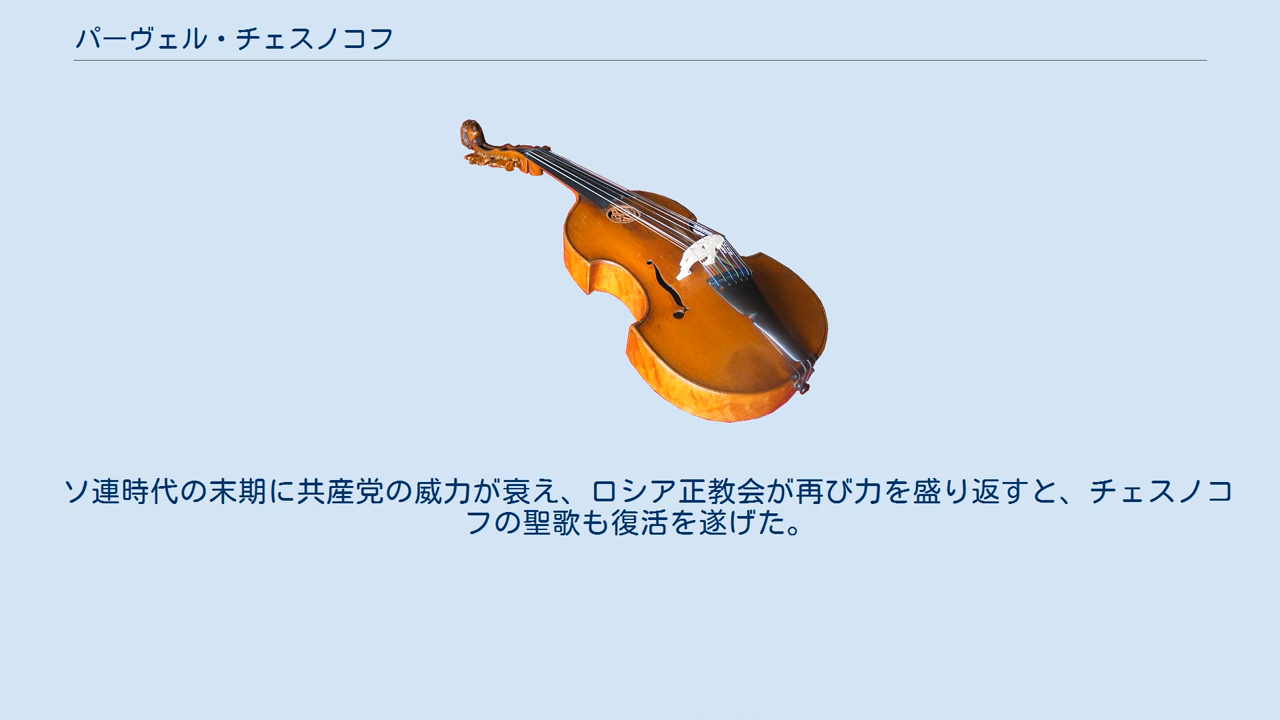 パーヴェル・チェスノコフ
ソ連時代の末期に共産党の威力が衰え、ロシア正教会が再び力を盛り返すと、チェスノコ
フの聖歌も復活を遂げた。